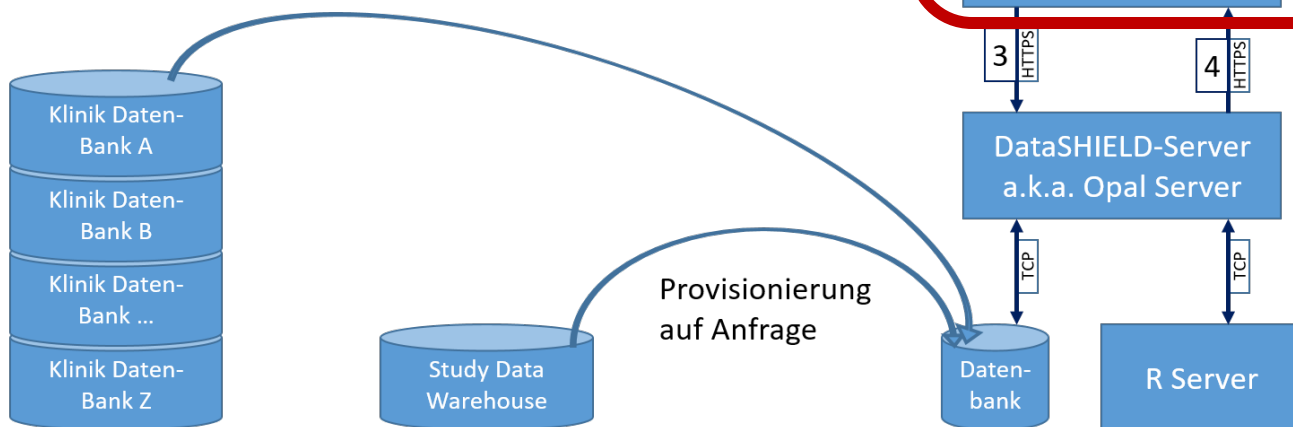 3
HTTPS
4
HTTPS
Klinik Daten-
Bank A
Klinik Daten-
Bank B
Klinik Daten-
Bank ...
Klinik Daten-
Bank Z
DataSHIELD-Server
a.k.a. Opal Server
TCP
TCP
Provisionierung
auf Anfrage
Study Data
Warehouse
Daten-
bank
R Server